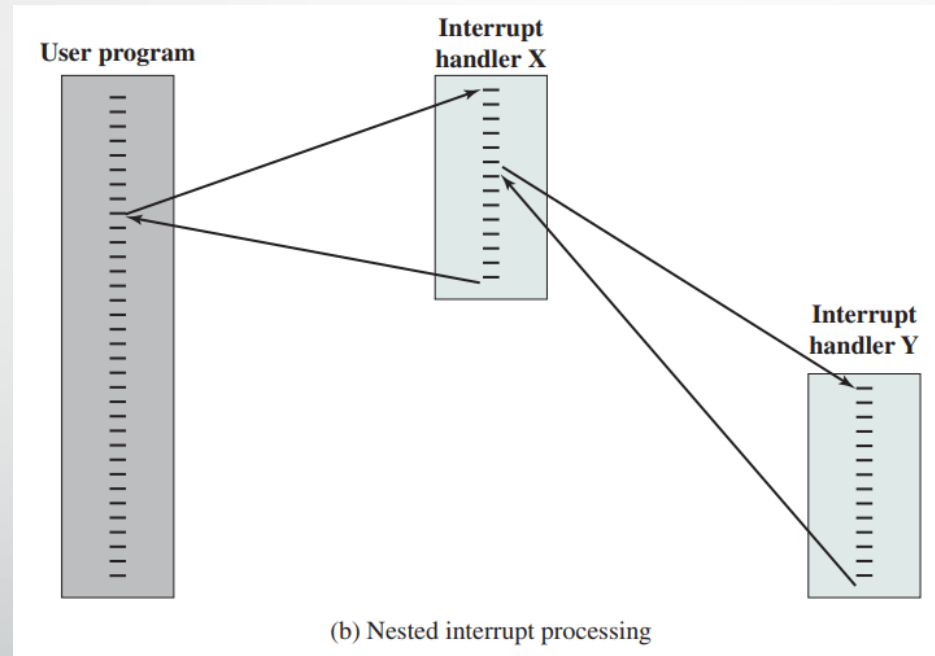 User program
Interrupt
handler X
Interrupt
handler Y
(b) Nested interrupt processing